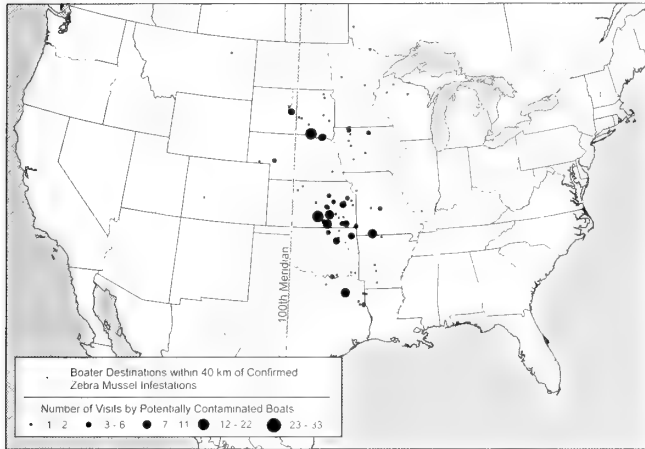 100th Meridian
Boater Destinations within 40 km of Confirmed
Zebra Mussel Infestations
Number of Visits by Potentially Contaminated Boats
1 2 3 - 6 7 11 12 - 22 23 - 33